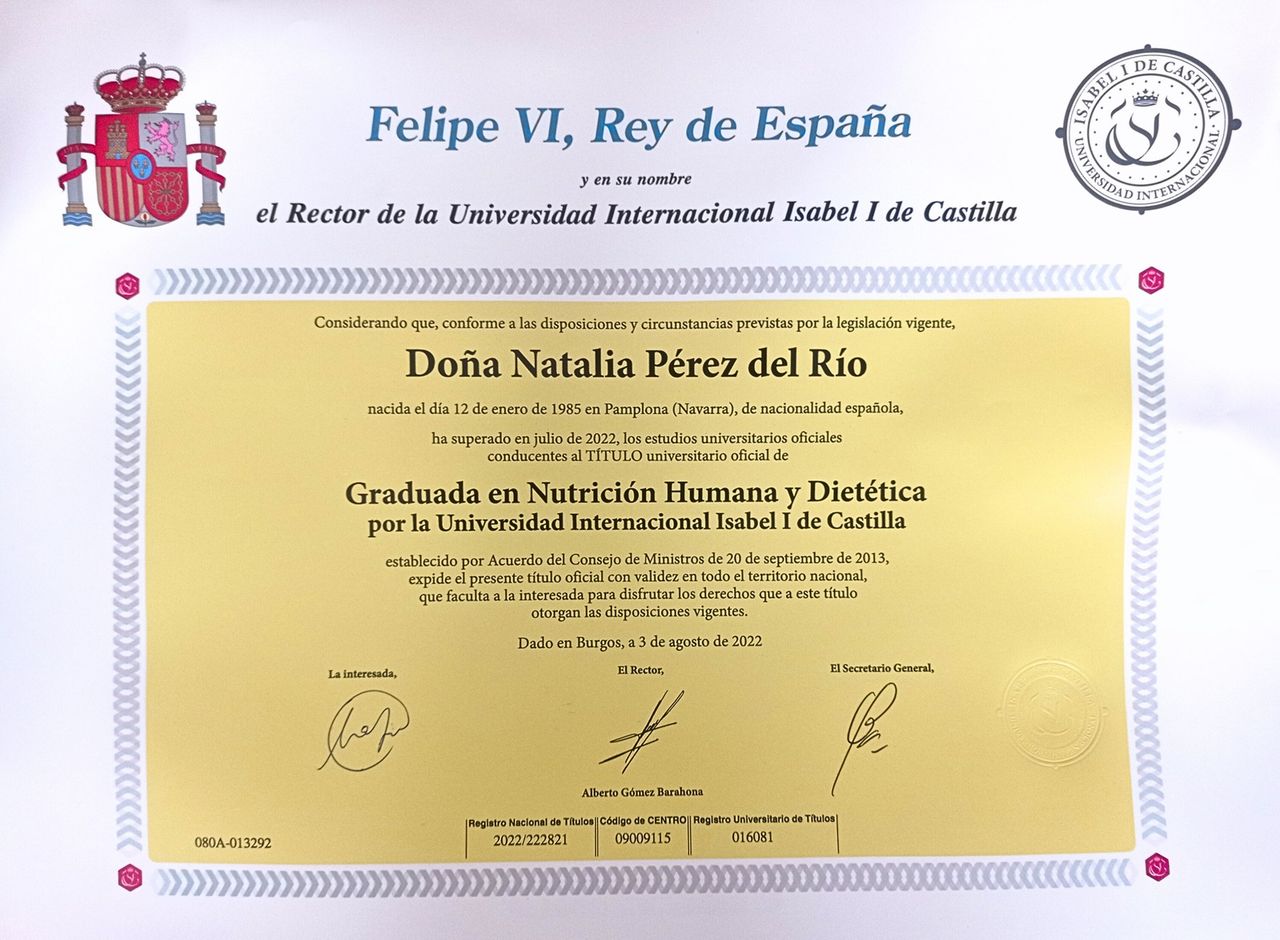 Felipe VI, Rey de España
y en su nombre
el Rector de la Universidad Internacional Isabel I de Castilla
ISABEL I DE CASTILLA
UNIVERSIDAD INTERNACIONAL
Considerando que, conforme a las disposiciones y circunstancias previstas por la legislación vigente,
Doña Natalia Pérez del Río
nacida el día 12 de enero de 1985 en Pamplona (Navarra), de nacionalidad española,
ha superado en julio de 2022, los estudios universitarios oficiales
conducentes al TÍTULO universitario oficial de
Graduada en Nutrición Humana y Dietética
por la Universidad Internacional Isabel I de Castilla
establecido por Acuerdo del Consejo de Ministros de 20 de septiembre de 2013,
expide el presente título oficial con validez en todo el territorio nacional,
que faculta a la interesada para disfrutar los derechos que a este título
otorgan las disposiciones vigentes.
Dado en Burgos, a 3 de agosto de 2022
La interesada,
El Rector,
El Secretario General,
Alberto Gómez Barahona
080A-013292
Registro Nacional de Títulos
2022/222821
Código de CENTRO
09009115
Registro Universitario de Títulos
016081